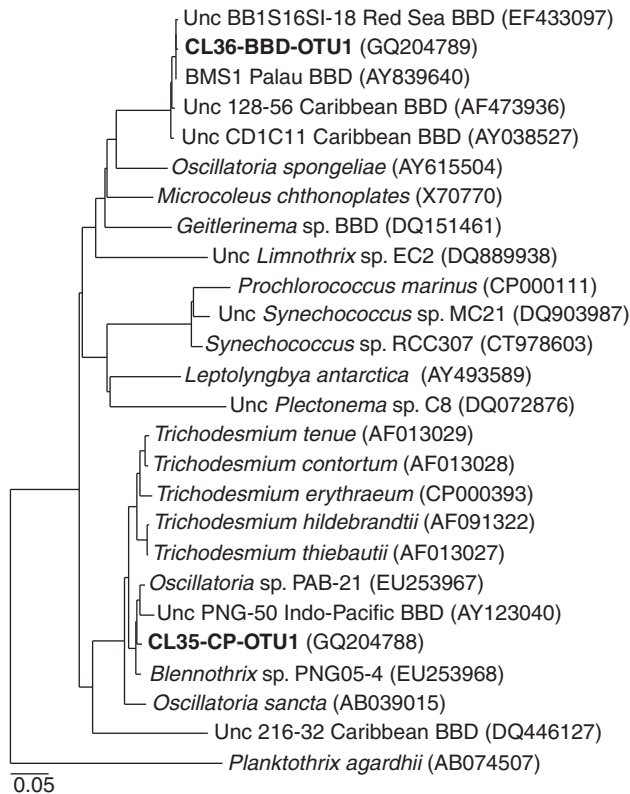 Unc BB1S16SI-18 Red Sea BBD (EF433097)
CL36-BBD-OTU1 (GQ204789)
BMS1 Palau BBD (AY839640)
Unc 128-56 Caribbean BBD (AF473936)
Unc CD1C11 Caribbean BBD (AY038527)
Oscillatoria spongeliae (AY615504)
Microcoleus chthonoplates (X70770)
Geitlerinema sp. BBD (DQ151461)
Unc Limnothrix sp. EC2 (DQ889938)
Prochlorococcus marinus (CP000111)
Unc Synechococcus sp. MC21 (DQ903987)
Synechococcus sp. RCC307 (CT978603)
Leptolyngbya antarctica (AY493589)
Unc Plectonema sp. C8 (DQ072876)
Trichodesmium tenue (AF013029)
Trichodesmium contortum (AF013028)
Trichodesmium erythraeum (CP000393)
Trichodesmium hildebrandtii (AF091322)
Trichodesmium thiebautii (AF013027)
Oscillatoria sp. PAB-21 (EU253967)
Unc PNG-50 Indo-Pacific BBD (AY123040)
CL35-CP-OTU1 (GQ204788)
Blennothrix sp. PNG05-4 (EU253968)
Oscillatoria sancta (AB039015)
Unc 216-32 Caribbean BBD (DQ446127)
Planktothrix agardhii (AB074507)
0.05